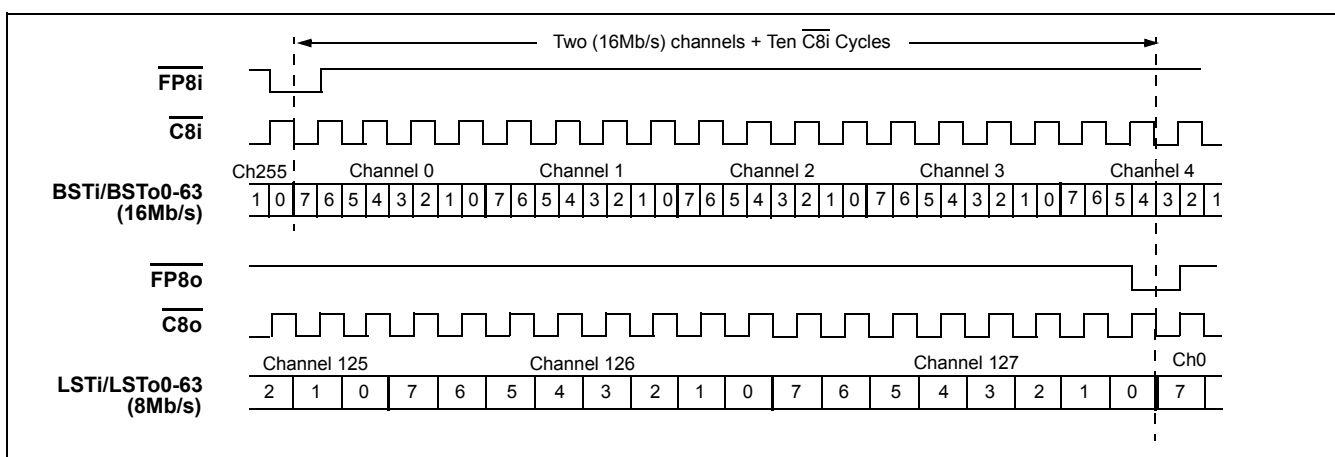 Two (16Mb/s) channels + Ten C8i Cycles
FP8i
C8i
Ch255 Channel 0 Channel 1 Channel 2 Channel 3 Channel 4
BSTi/BSTo0-63
(16Mb/s)
1 0 7 6 5 4 3 2 1 0 7 6 5 4 3 2 1 0 7 6 5 4 3 2 1 0 7 6 5 4 3 2 1 0 7 6 5 4 3 2 1
FP8o
C8o
Channel 125 Channel 126 Channel 127 Ch0
LSTi/LSTo0-63
(8Mb/s)
2 1 0 7 6 5 4 3 2 1 0 7 6 5 4 3 2 1 0 7